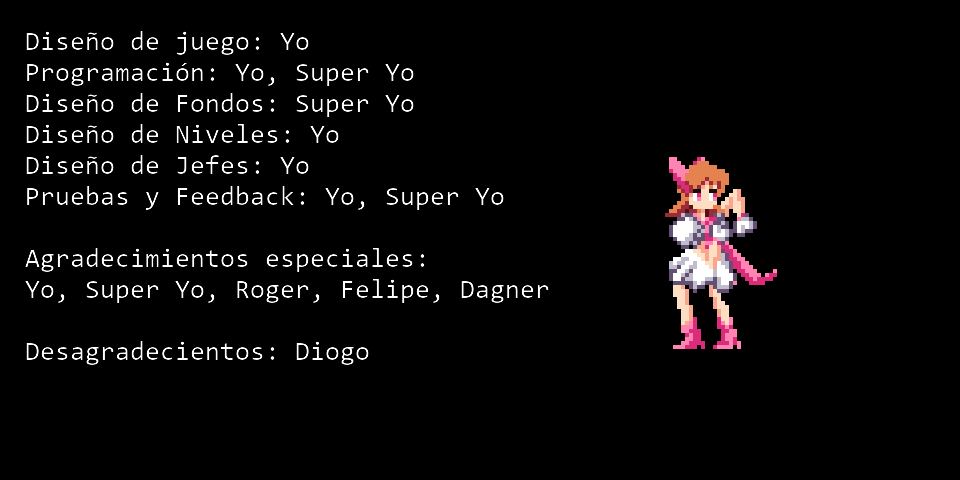 Diseño de juego: Yo
Programación: Yo, Super Yo
Diseño de Fondos: Super Yo
Diseño de Niveles: Yo
Diseño de Jefes: Yo
Pruebas y Feedback: Yo, Super Yo
Agradecimientos especiales:
Yo, Super Yo, Roger, Felipe, Dagner
Desagradecientos: Diogo